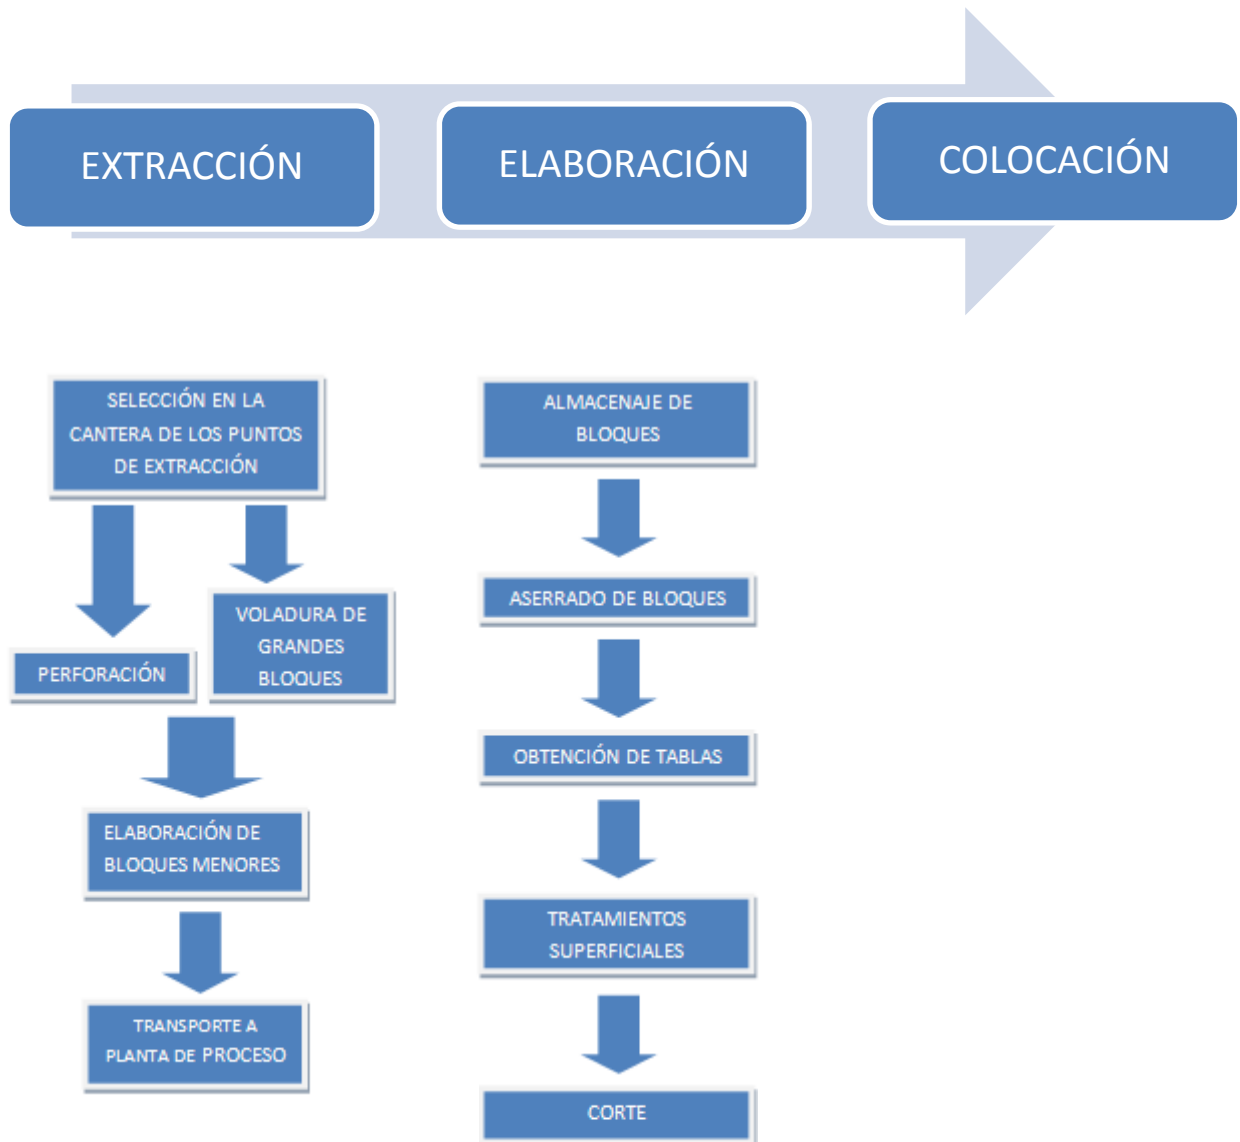 EXTRACCIÓN
ELABORACIÓN
COLOCACIÓN
SELECCIÓN EN LA
CANTERA DE LOS PUNTOS
DE EXTRACCIÓN
PERFORACIÓN
VOLADURA DE
GRANDES
BLOQUES
ELABORACIÓN DE
BLOQUES MENORES
TRANSPORTE A
PLANTA DE PROCESO
ALMACENAJE DE
BLOQUES
ASERRADO DE BLOQUES
OBTENCIÓN DE TABLAS
TRATAMIENTOS
SUPERFICIALES
CORTE